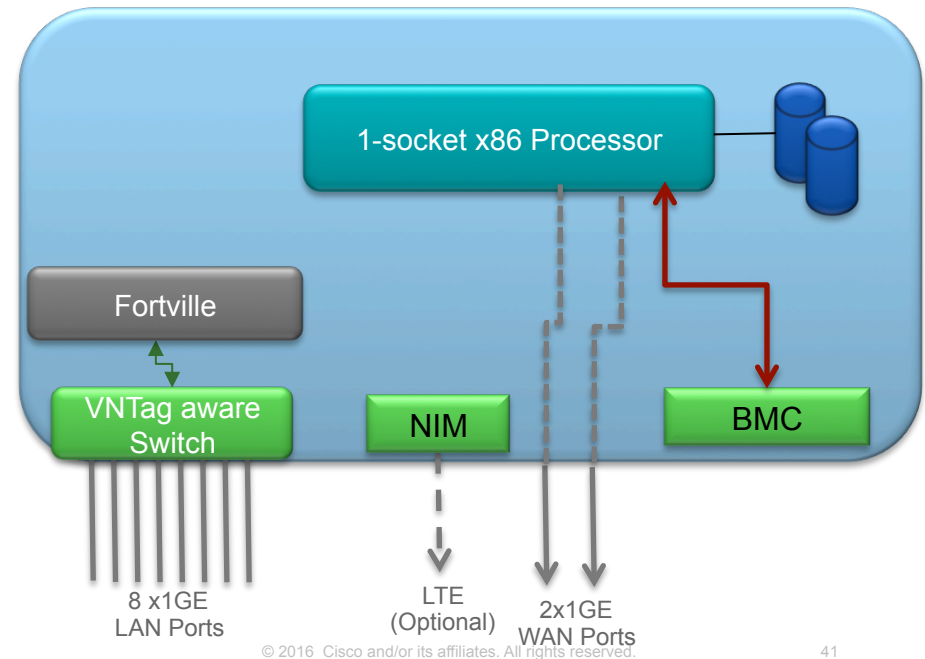 1-socket x86 Processor
Fortville
VNTag aware
Switch
NIM
BMC
8 x1GE
LAN Ports
LTE
(Optional)
2x1GE
WAN Ports
© 2016 Cisco and/or its affiliates. All rights reserved.
41